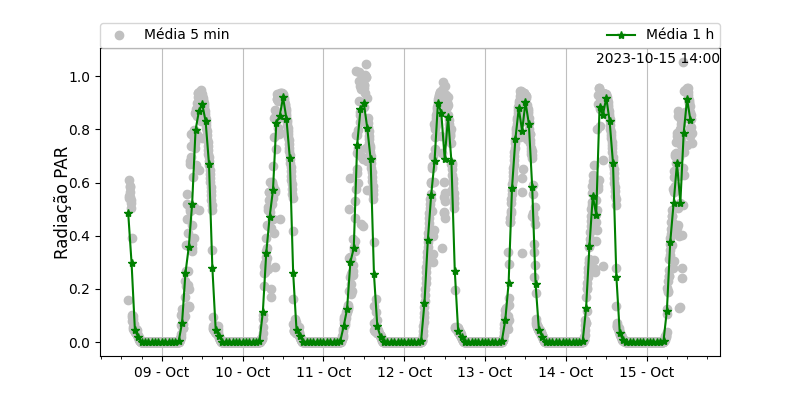 Média 5 min
Média 1 h
2023-10-15 14:00
Radiação PAR
1.0
0.8
0.6
0.4
0.2
0.0
09 - Oct
10 - Oct
11 - Oct
12 - Oct
13 - Oct
14 - Oct
15 - Oct